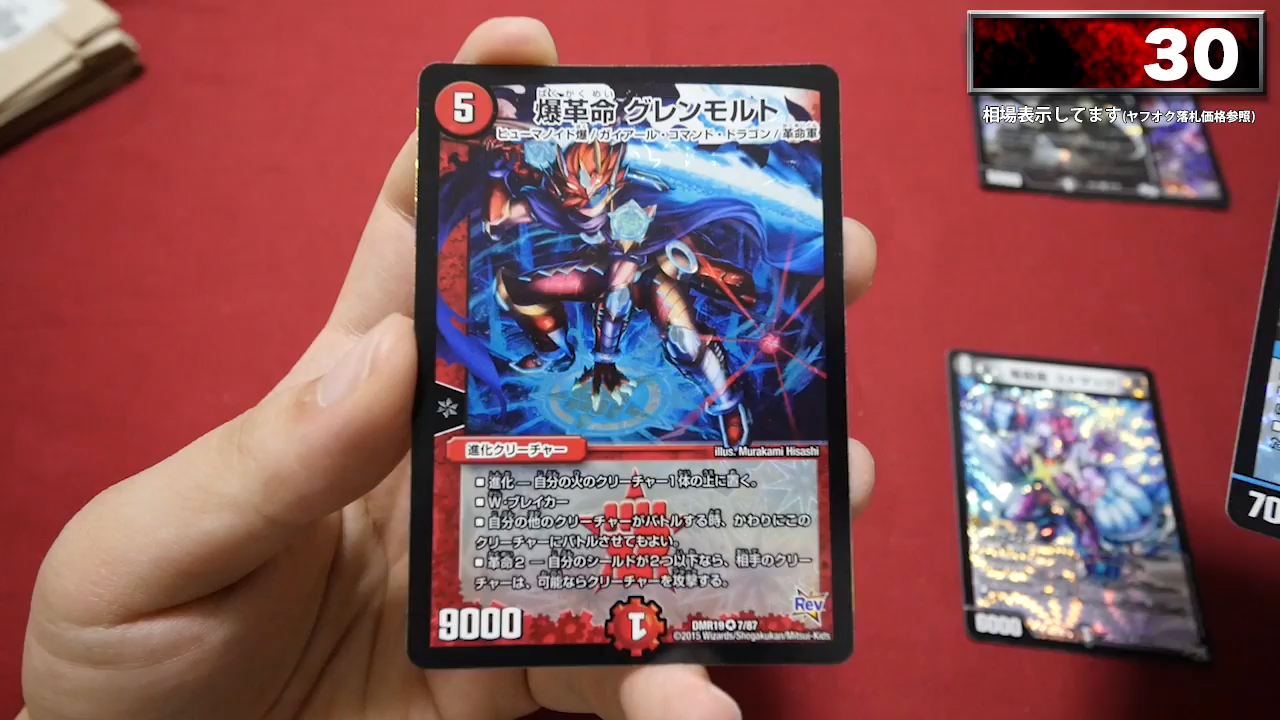 30
相場表示してます(ヤフオク落札価格参照)
5
ばくかくめい
爆革命 グレンモルト
ヒューマノイド爆/ガイアール・コマンド・ドラゴン/革命軍
進化クリーチャー
illus. Murakami Hisashi
■進化—自分の火のクリーチャー1体の上に置く。
■W・ブレイカー
■自分の他のクリーチャーがバトルする時、かわりにこの
クリーチャーにバトルさせてもよい。
■革命2—自分のシールドが2つ以下なら、相手のクリー
チャーは、可能ならクリーチャーを攻撃する。
Rev
9000
1
DMR19 7/87
©2015 Wizards/Shogakukan/Mitsui-Kids
6000
70